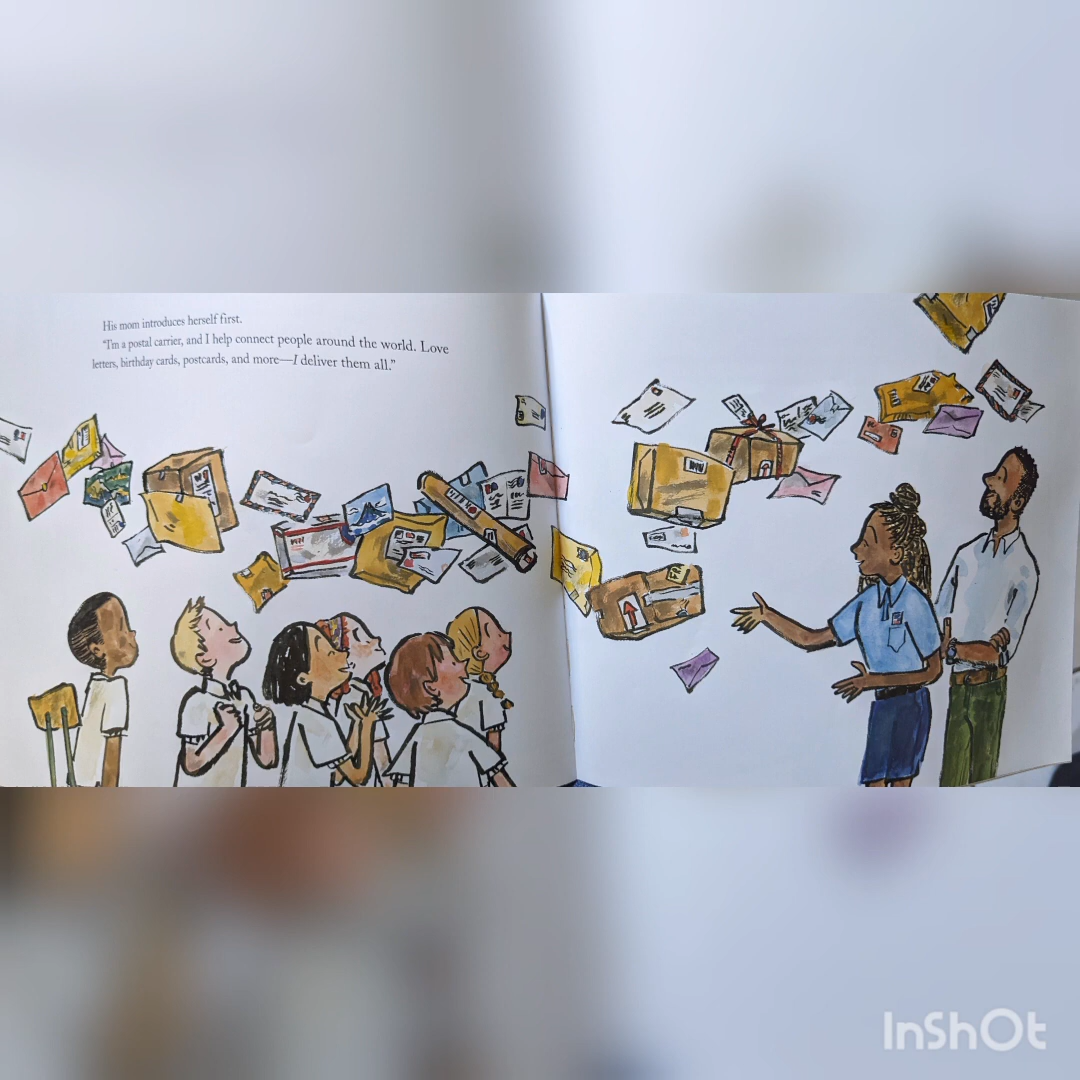 His mom introduces herself first.
“I'm a postal carrier, and I help connect people around the world. Love
letters, birthday cards, postcards, and more—I deliver them all.”
InShOt